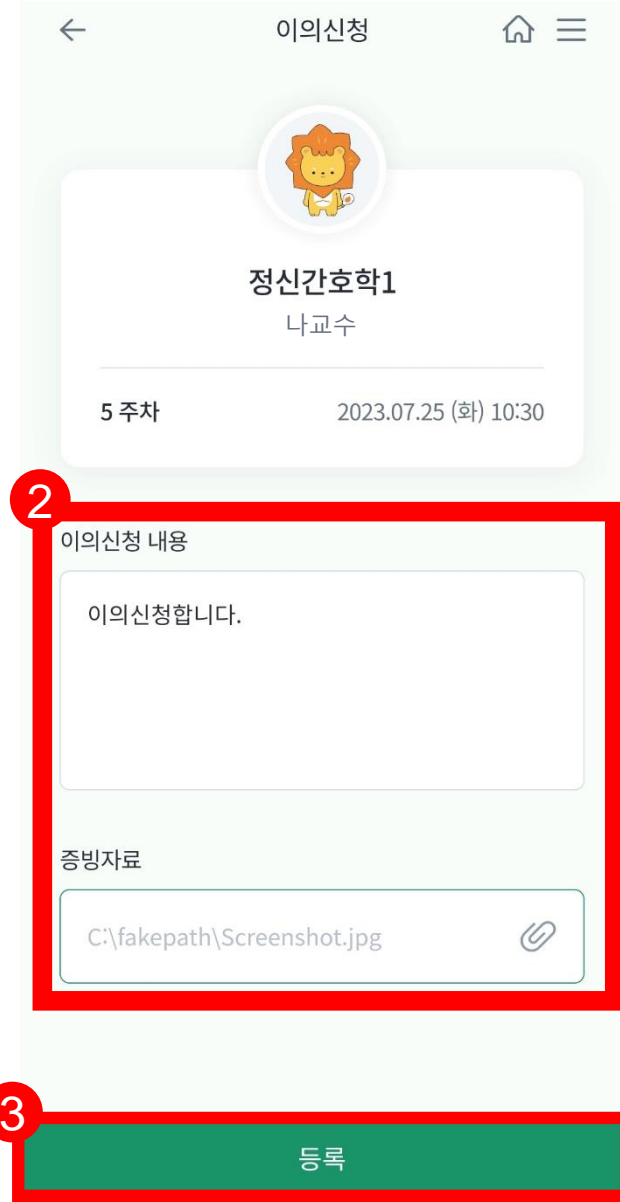 이의신청
정신간호학1
나교수
5 주차 2023.07.25 (화) 10:30
2
이의신청 내용
이의신청합니다.
증빙자료
C:\fakepath\Screenshot.jpg
3
등록